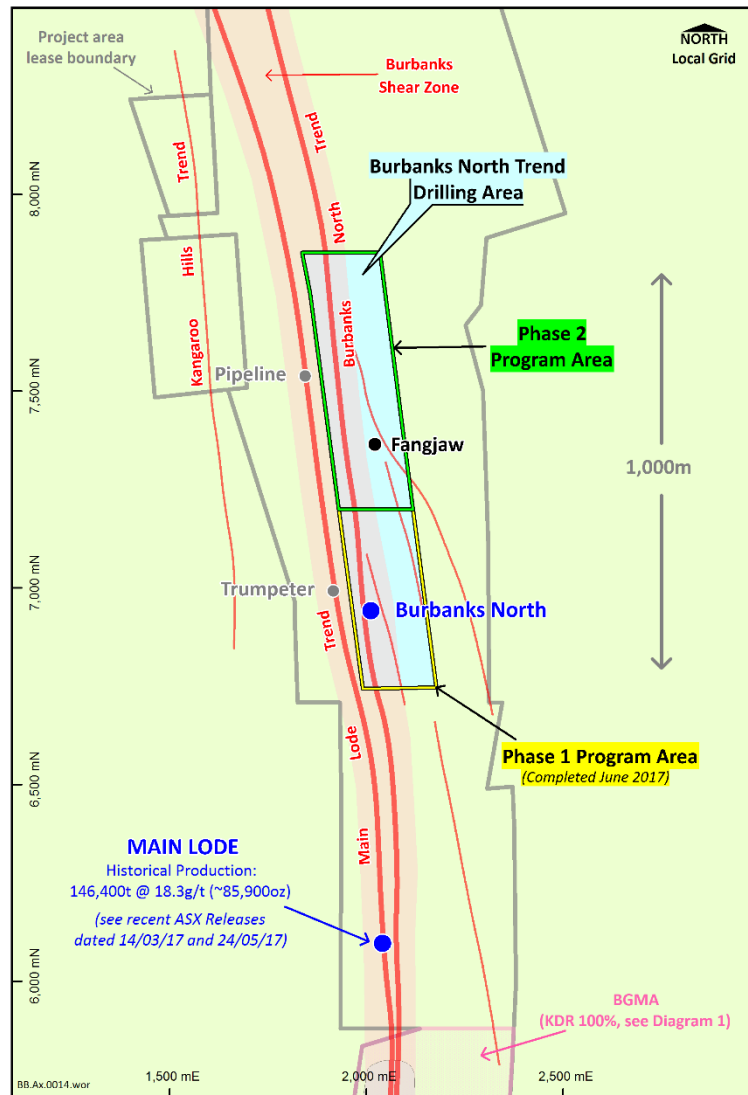 NORTH
Local Grid
Project area
lease boundary
Burbanks
Shear Zone
Trend
Trend
Burbanks North Trend
Drilling Area
8,000 mN
North
Hills
Burbanks
Phase 2
Program Area
Kangaroo
Pipeline
7,500 mN
Fangjaw
1,000m
Trumpeter
7,000 mN
Burbanks North
Trend
Phase 1 Program Area
(Completed June 2017)
Lode
6,500 mN
MAIN LODE
Historical Production:
146,400t @ 18.3g/t (~85,900oz)
(see recent ASX Releases
dated 14/03/17 and 24/05/17)
Main
6,000 mN
BGMA
(KDR 100%, see Diagram 1)
BB.Ax.0014.wor
1,500 mE
2,000 mE
2,500 mE